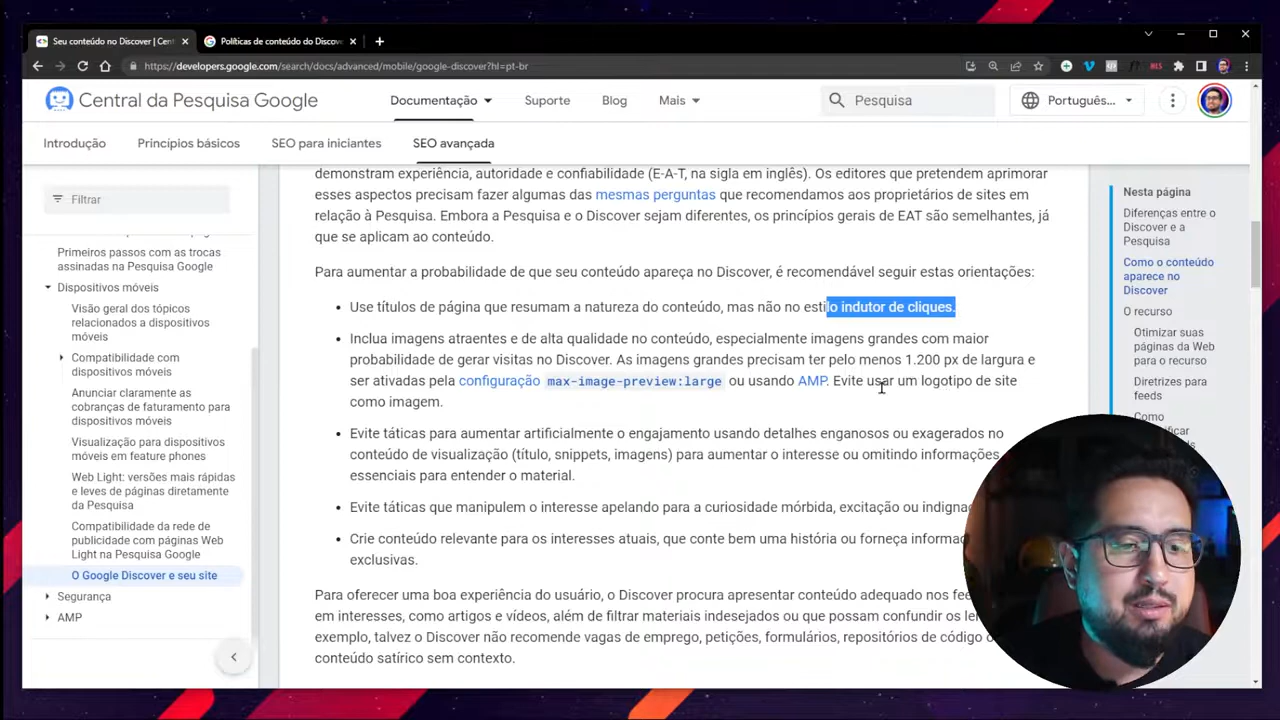 Seu conteúdo no Discover | Cent
Políticas de conteúdo do Discov
https://developers.google.com/search/docs/advanced/mobile/google-discover?hl=pt-br
Central da Pesquisa Google
Documentação
Suporte
Blog
Mais
Pesquisa
Português...
Introdução
Princípios básicos
SEO para iniciantes
SEO avançada
Filtrar
Primeiros passos com as trocas
assinadas na Pesquisa Google
Dispositivos móveis
Visão geral dos tópicos
relacionados a dispositivos
móveis
Compatibilidade com
dispositivos móveis
Anunciar claramente as
cobranças de faturamento para
dispositivos móveis
Visualização para dispositivos
móveis em feature phones
Web Light: versões mais rápidas
e leves de páginas diretamente
da Pesquisa
Compatibilidade da rede de
publicidade com páginas Web
Light na Pesquisa Google
O Google Discover e seu site
Segurança
AMP
demonstram experiência, autoridade e confiabilidade (E-A-T, na sigla em inglês). Os editores que pretendem aprimorar
esses aspectos precisam fazer algumas das mesmas perguntas que recomendamos aos proprietários de sites em
relação à Pesquisa. Embora a Pesquisa e o Discover sejam diferentes, os princípios gerais de EAT são semelhantes, já
que se aplicam ao conteúdo.
Para aumentar a probabilidade de que seu conteúdo apareça no Discover, é recomendável seguir estas orientações:
• Use títulos de página que resumam a natureza do conteúdo, mas não no estilo indutor de cliques.
• Inclua imagens atraentes e de alta qualidade no conteúdo, especialmente imagens grandes com maior
probabilidade de gerar visitas no Discover. As imagens grandes precisam ter pelo menos 1.200 px de largura e
ser ativadas pela configuração max-image-preview:large ou usando AMP. Evite usar um logotipo de site
como imagem.
• Evite táticas para aumentar artificialmente o engajamento usando detalhes enganosos ou exagerados no
conteúdo de visualização (título, snippets, imagens) para aumentar o interesse ou omitindo informações
essenciais para entender o material.
• Evite táticas que manipulem o interesse apelando para a curiosidade mórbida, excitação ou indignaç
• Crie conteúdo relevante para os interesses atuais, que conte bem uma história ou forneça informaç
exclusivas.
Para oferecer uma boa experiência do usuário, o Discover procura apresentar conteúdo adequado nos fee
em interesses, como artigos e vídeos, além de filtrar materiais indesejados ou que possam confundir os lei
exemplo, talvez o Discover não recomende vagas de emprego, petições, formulários, repositórios de código o
conteúdo satírico sem contexto.
Nesta página
Diferenças entre o
Discover e a
Pesquisa
Como o conteúdo
aparece no
Discover
O recurso
Otimizar suas
páginas da Web
para o recurso
Diretrizes para
feeds
Como